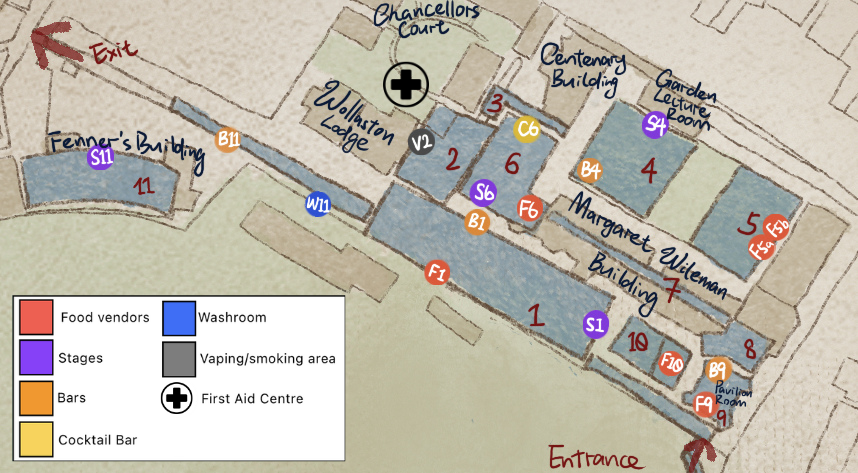 Chancellors
Court
Exit
Centenary
Building
Garden
Lecture
Room
Wollaston
Lodge
3
C6
S4
V2
2
6
B4
4
Fenner's Building
B11
S11
11
W11
S6
F6
B1
5
F5b
F5a
Margaret Wileman
Building
7
F1
1
S1
10
F10
8
B9
Pavilion
Room
F9
9
Entrance
Food vendors
Washroom
Stages
Vaping/smoking area
Bars
First Aid Centre
Cocktail Bar